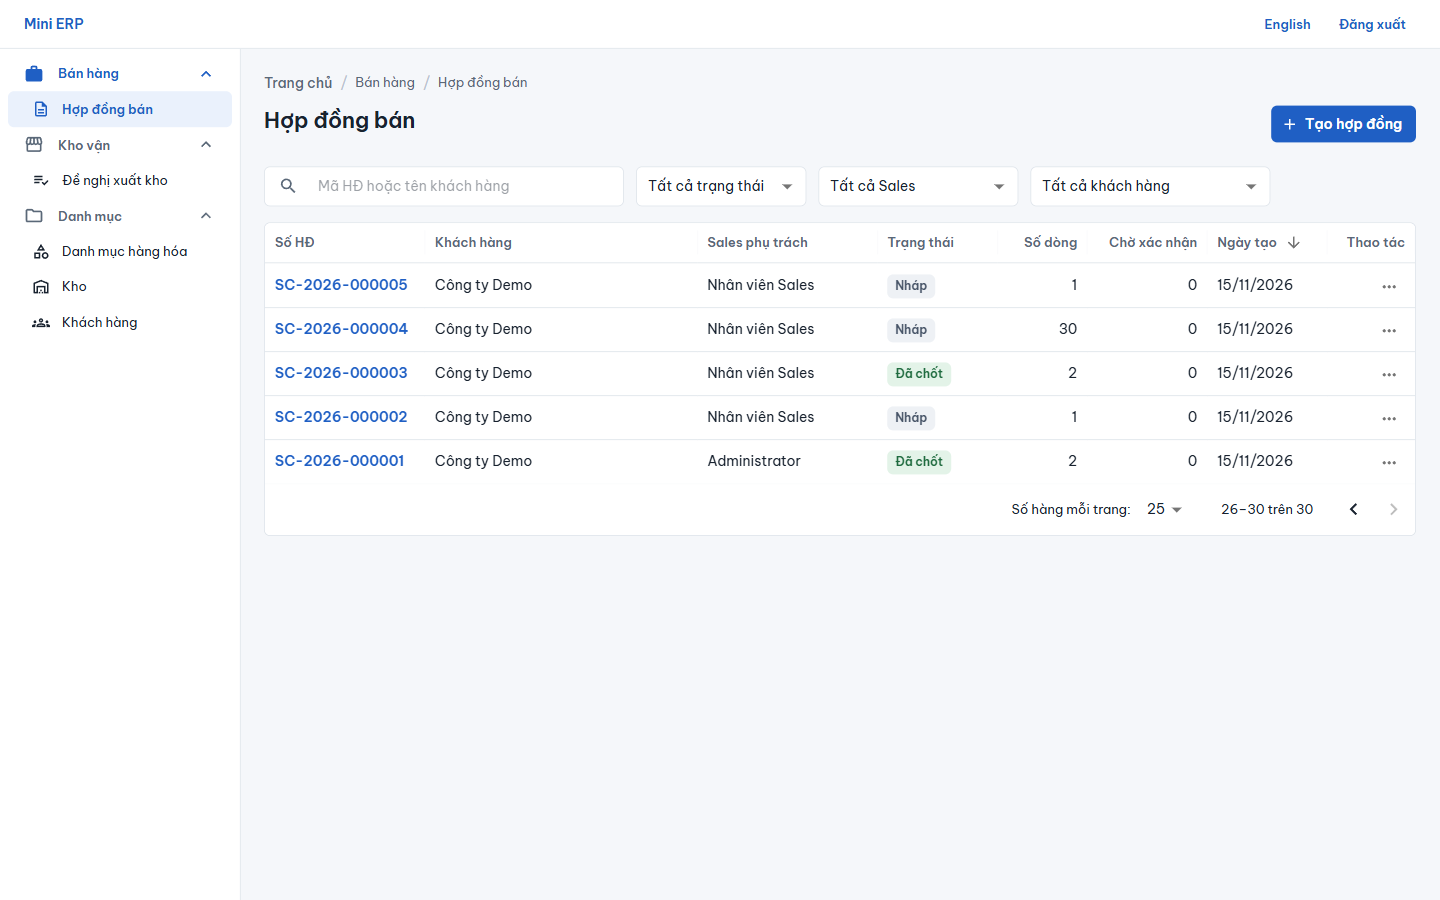 Mini ERP
English
Đăng xuất
Bán hàng
Hợp đồng bán
Kho vận
Đề nghị xuất kho
Danh mục
Danh mục hàng hóa
Kho
Khách hàng
Trang chủ / Bán hàng / Hợp đồng bán
Hợp đồng bán
+ Tạo hợp đồng
Mã HĐ hoặc tên khách hàng
Tất cả trạng thái
Tất cả Sales
Tất cả khách hàng
Số HĐ Khách hàng Sales phụ trách Trạng thái Số dòng Chờ xác nhận Ngày tạo Thao tác
SC-2026-000005 Công ty Demo Nhân viên Sales Nháp 1 0 15/11/2026
SC-2026-000004 Công ty Demo Nhân viên Sales Nháp 30 0 15/11/2026
SC-2026-000003 Công ty Demo Nhân viên Sales Đã chốt 2 0 15/11/2026
SC-2026-000002 Công ty Demo Nhân viên Sales Nháp 1 0 15/11/2026
SC-2026-000001 Công ty Demo Administrator Đã chốt 2 0 15/11/2026
Số hàng mỗi trang: 25 26–30 trên 30